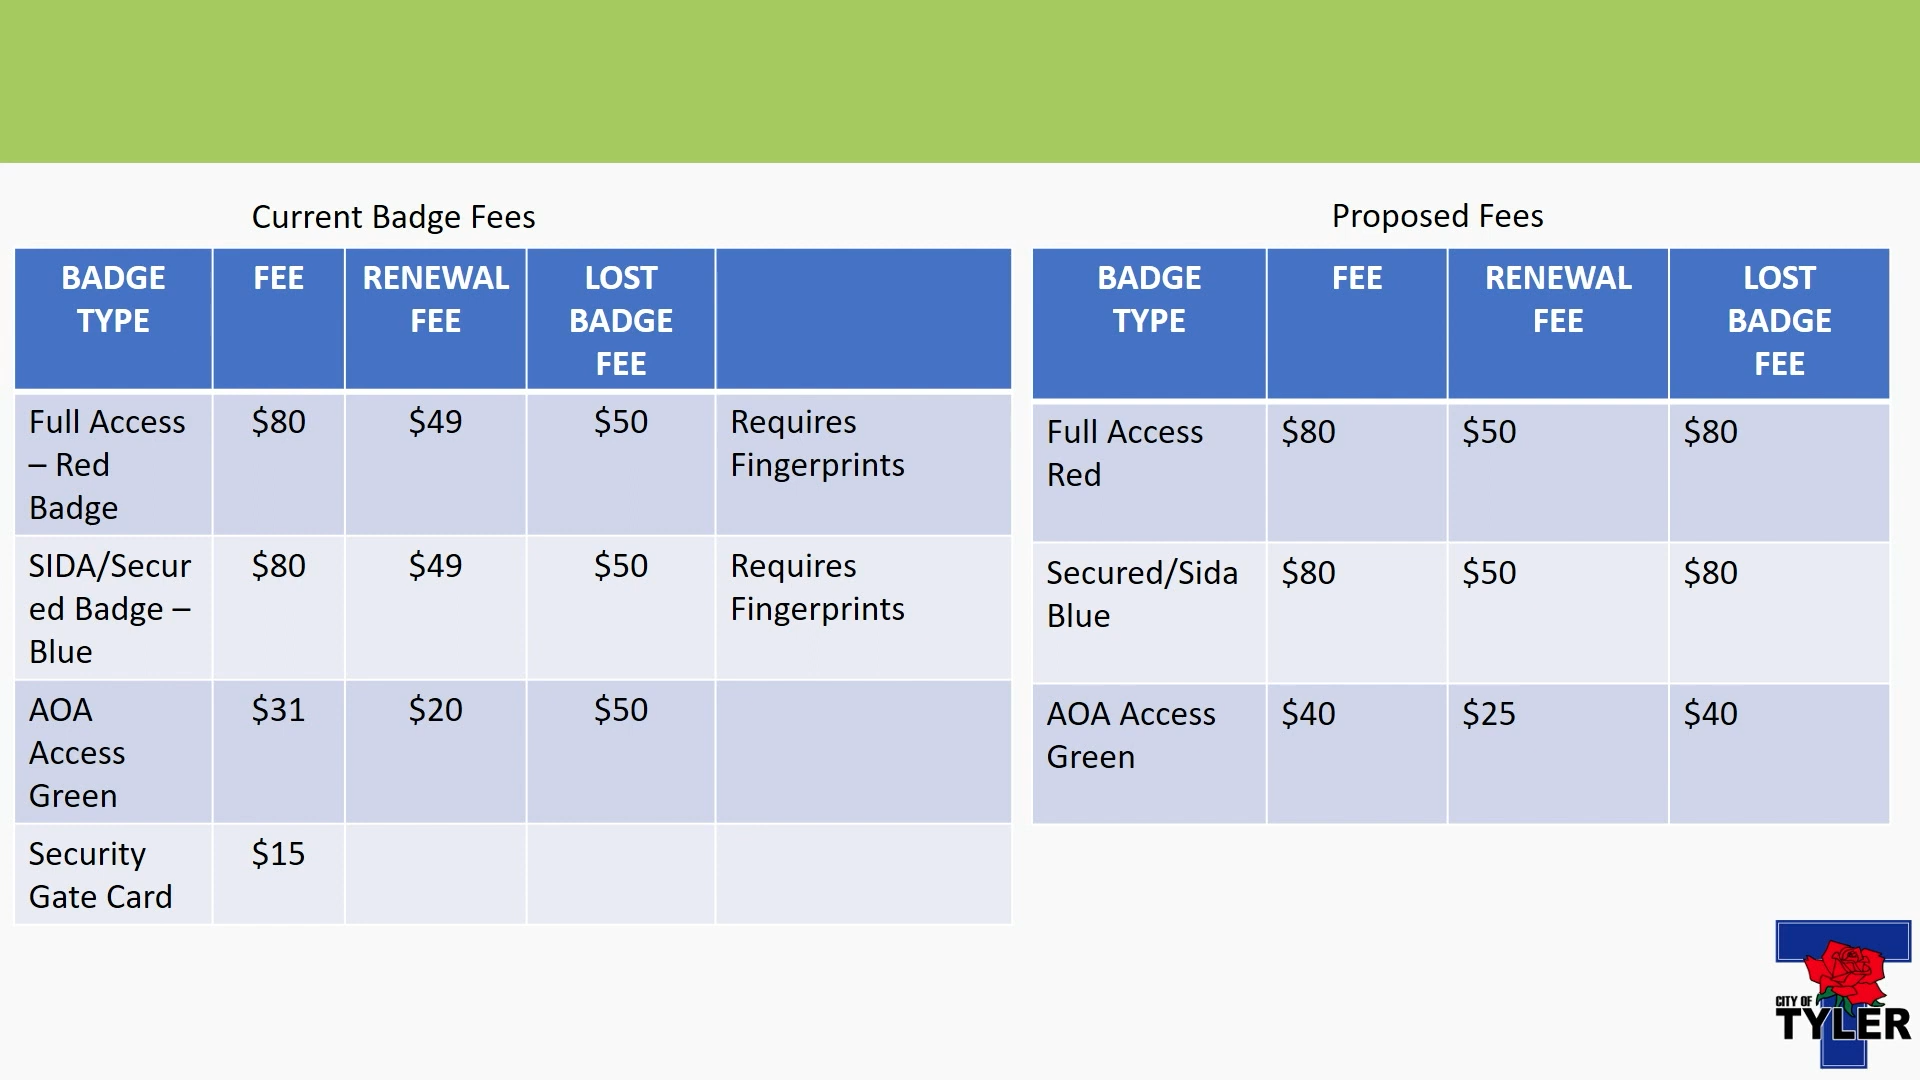 Current Badge Fees
BADGE TYPE FEE RENEWAL FEE LOST BADGE FEE
Full Access – Red Badge $80 $49 $50 Requires Fingerprints
SIDA/Secured Badge – Blue $80 $49 $50 Requires Fingerprints
AOA Access Green $31 $20 $50
Security Gate Card $15
Proposed Fees
BADGE TYPE FEE RENEWAL FEE LOST BADGE FEE
Full Access Red $80 $50 $80
Secured/Sida Blue $80 $50 $80
AOA Access Green $40 $25 $40
CITY OF
TYLER